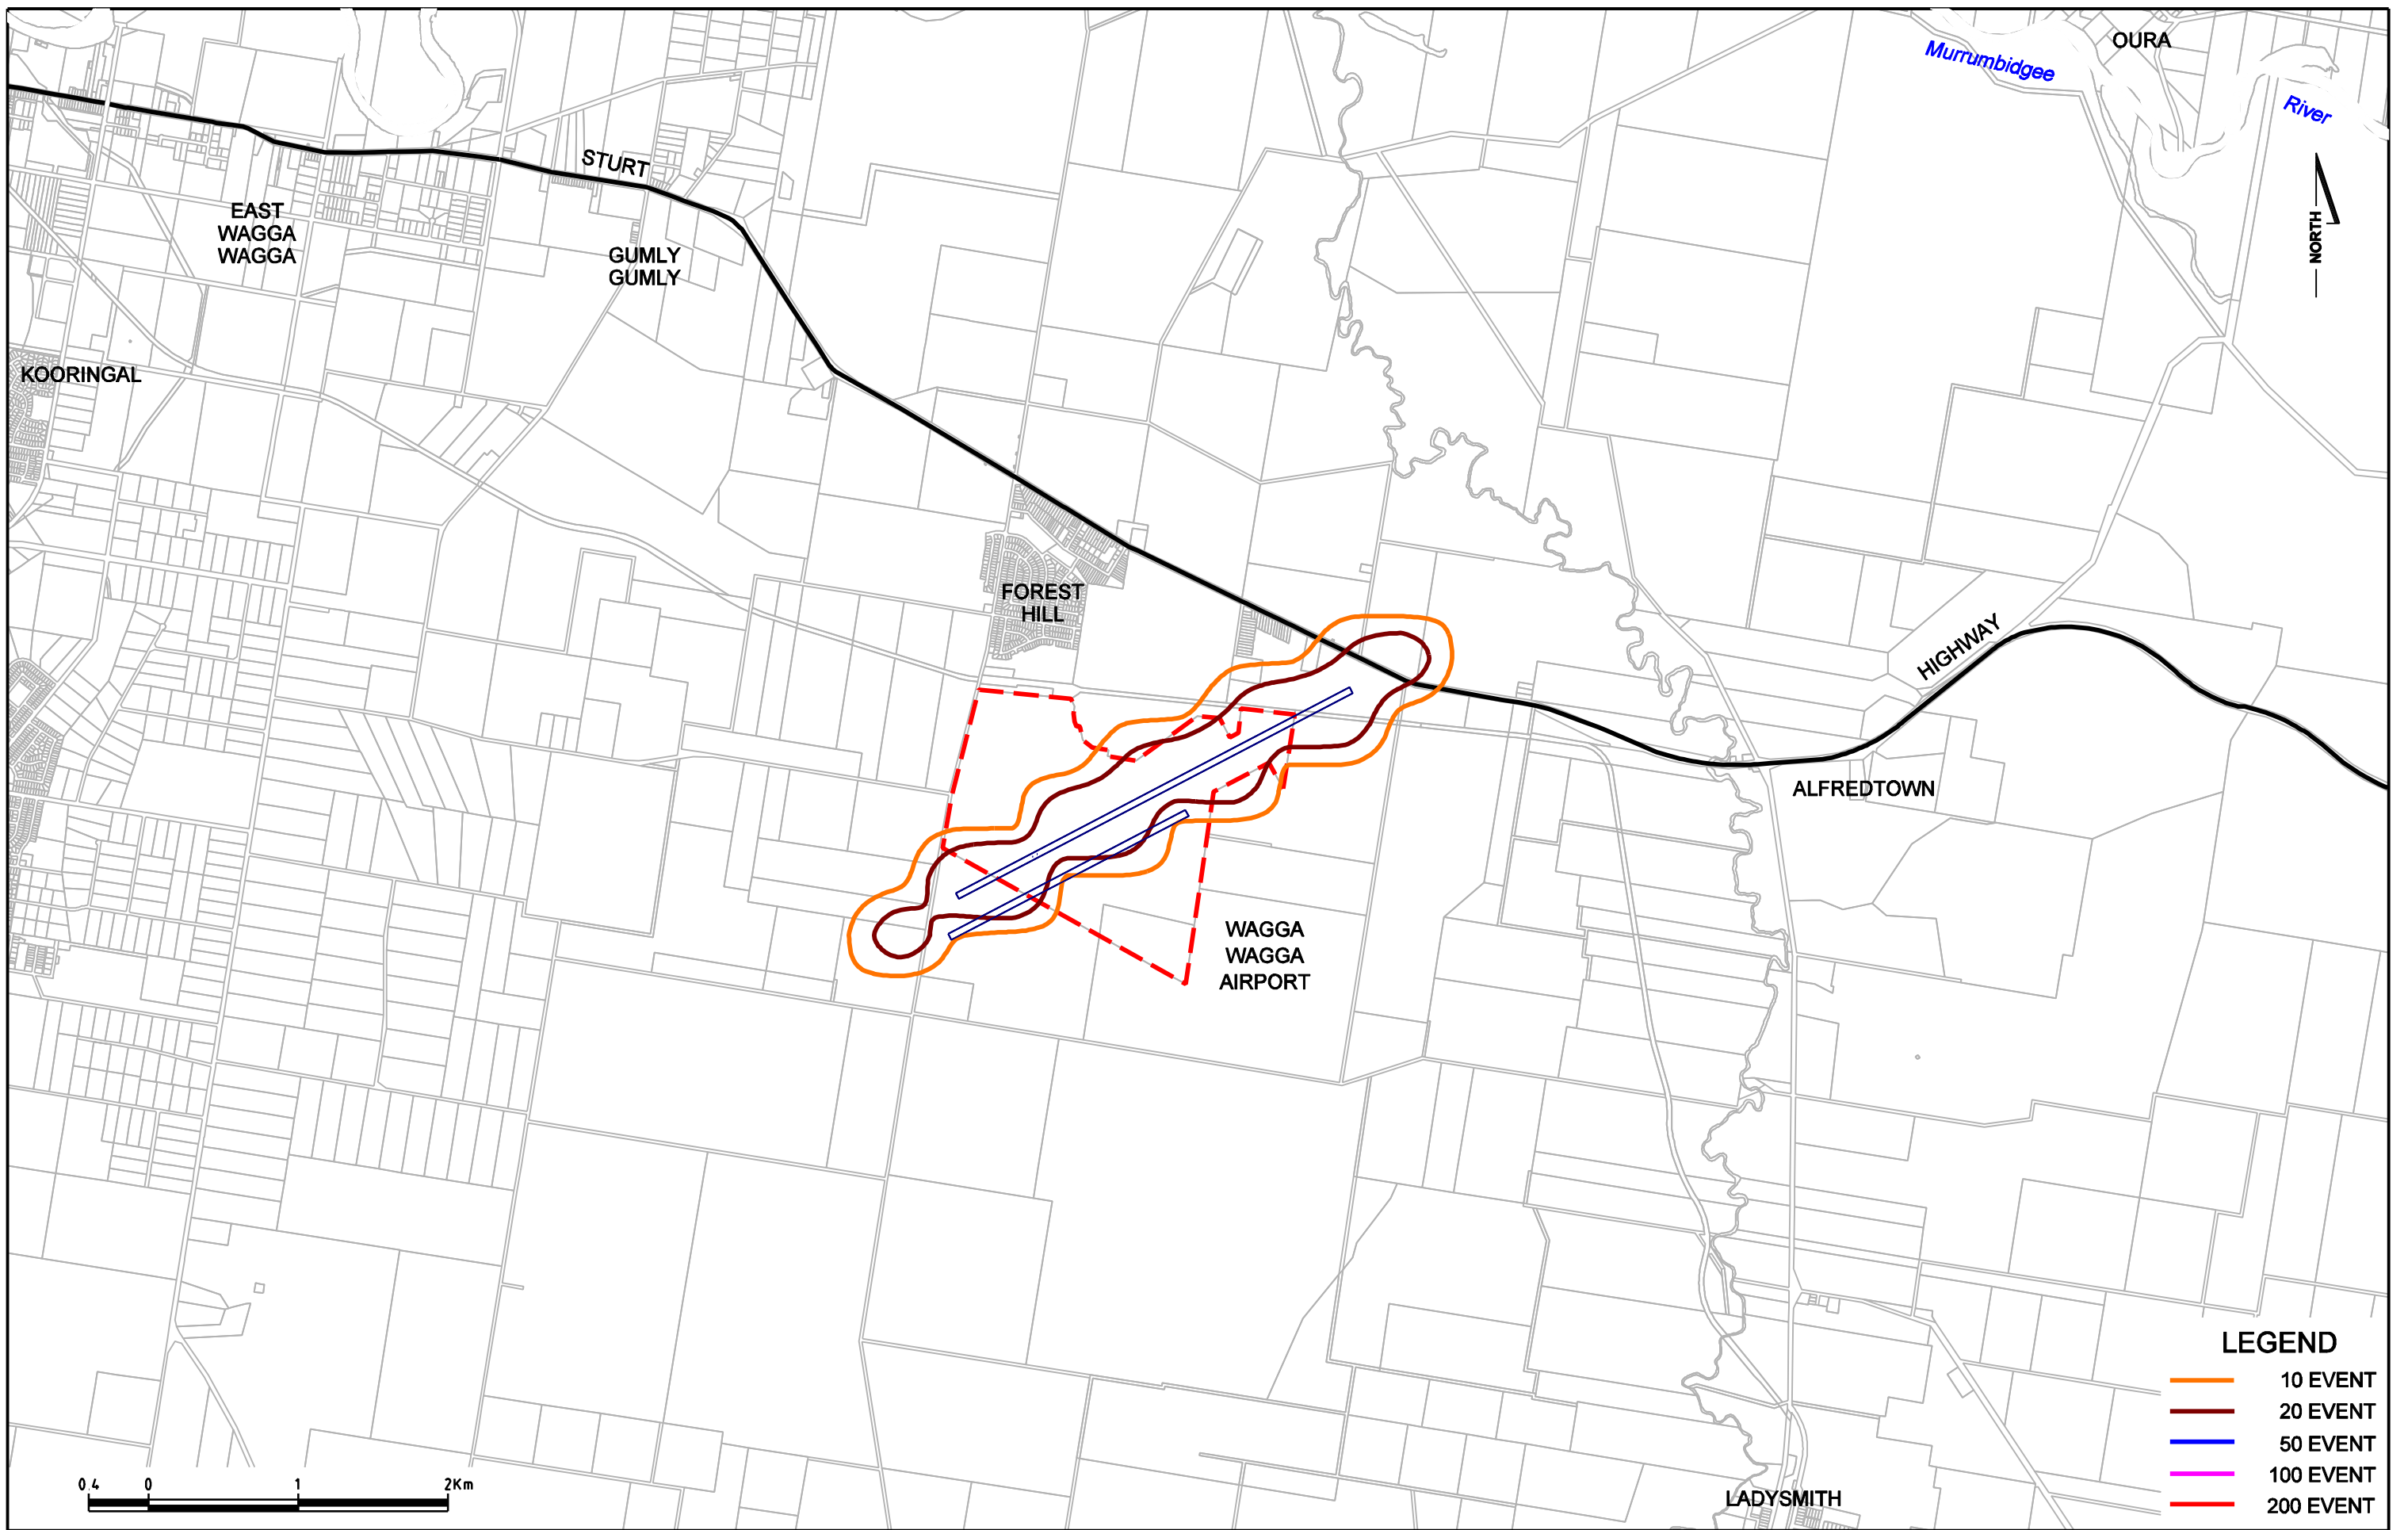 OURA
Murrumbidgee
River
STURT
EAST
WAGGA
WAGGA
GUMLY
GUMLY
NORTH
KOORINGAL
FOREST
HILL
HIGHWAY
ALFREDTOWN
WAGGA
WAGGA
AIRPORT
LEGEND
10 EVENT
20 EVENT
50 EVENT
100 EVENT
200 EVENT
0.4 0 1 2Km
LADYSMITH